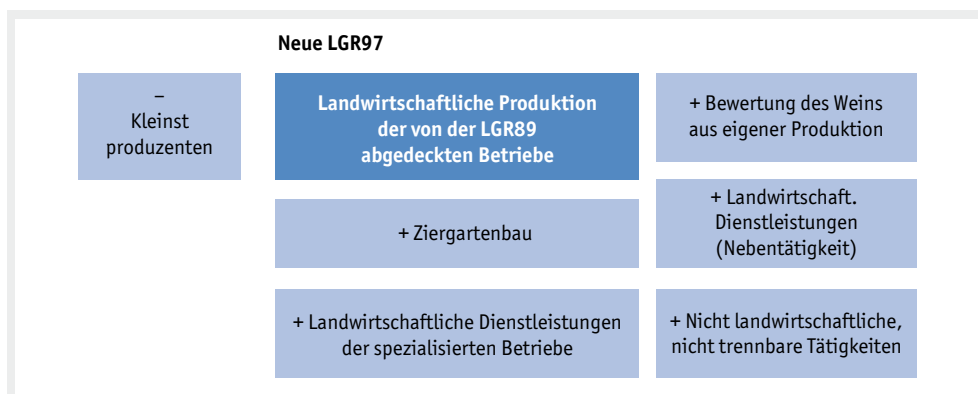 Neue LGR97
–
Kleinst
produzenten
Landwirtschaftliche Produktion
der von der LGR89
abgedeckten Betriebe
+ Bewertung des Weins
aus eigener Produktion
+ Ziergartenbau
+ Landwirtschaft.
Dienstleistungen
(Nebentätigkeit)
+ Landwirtschaftliche Dienstleistungen
der spezialisierten Betriebe
+ Nicht landwirtschaftliche,
nicht trennbare Tätigkeiten